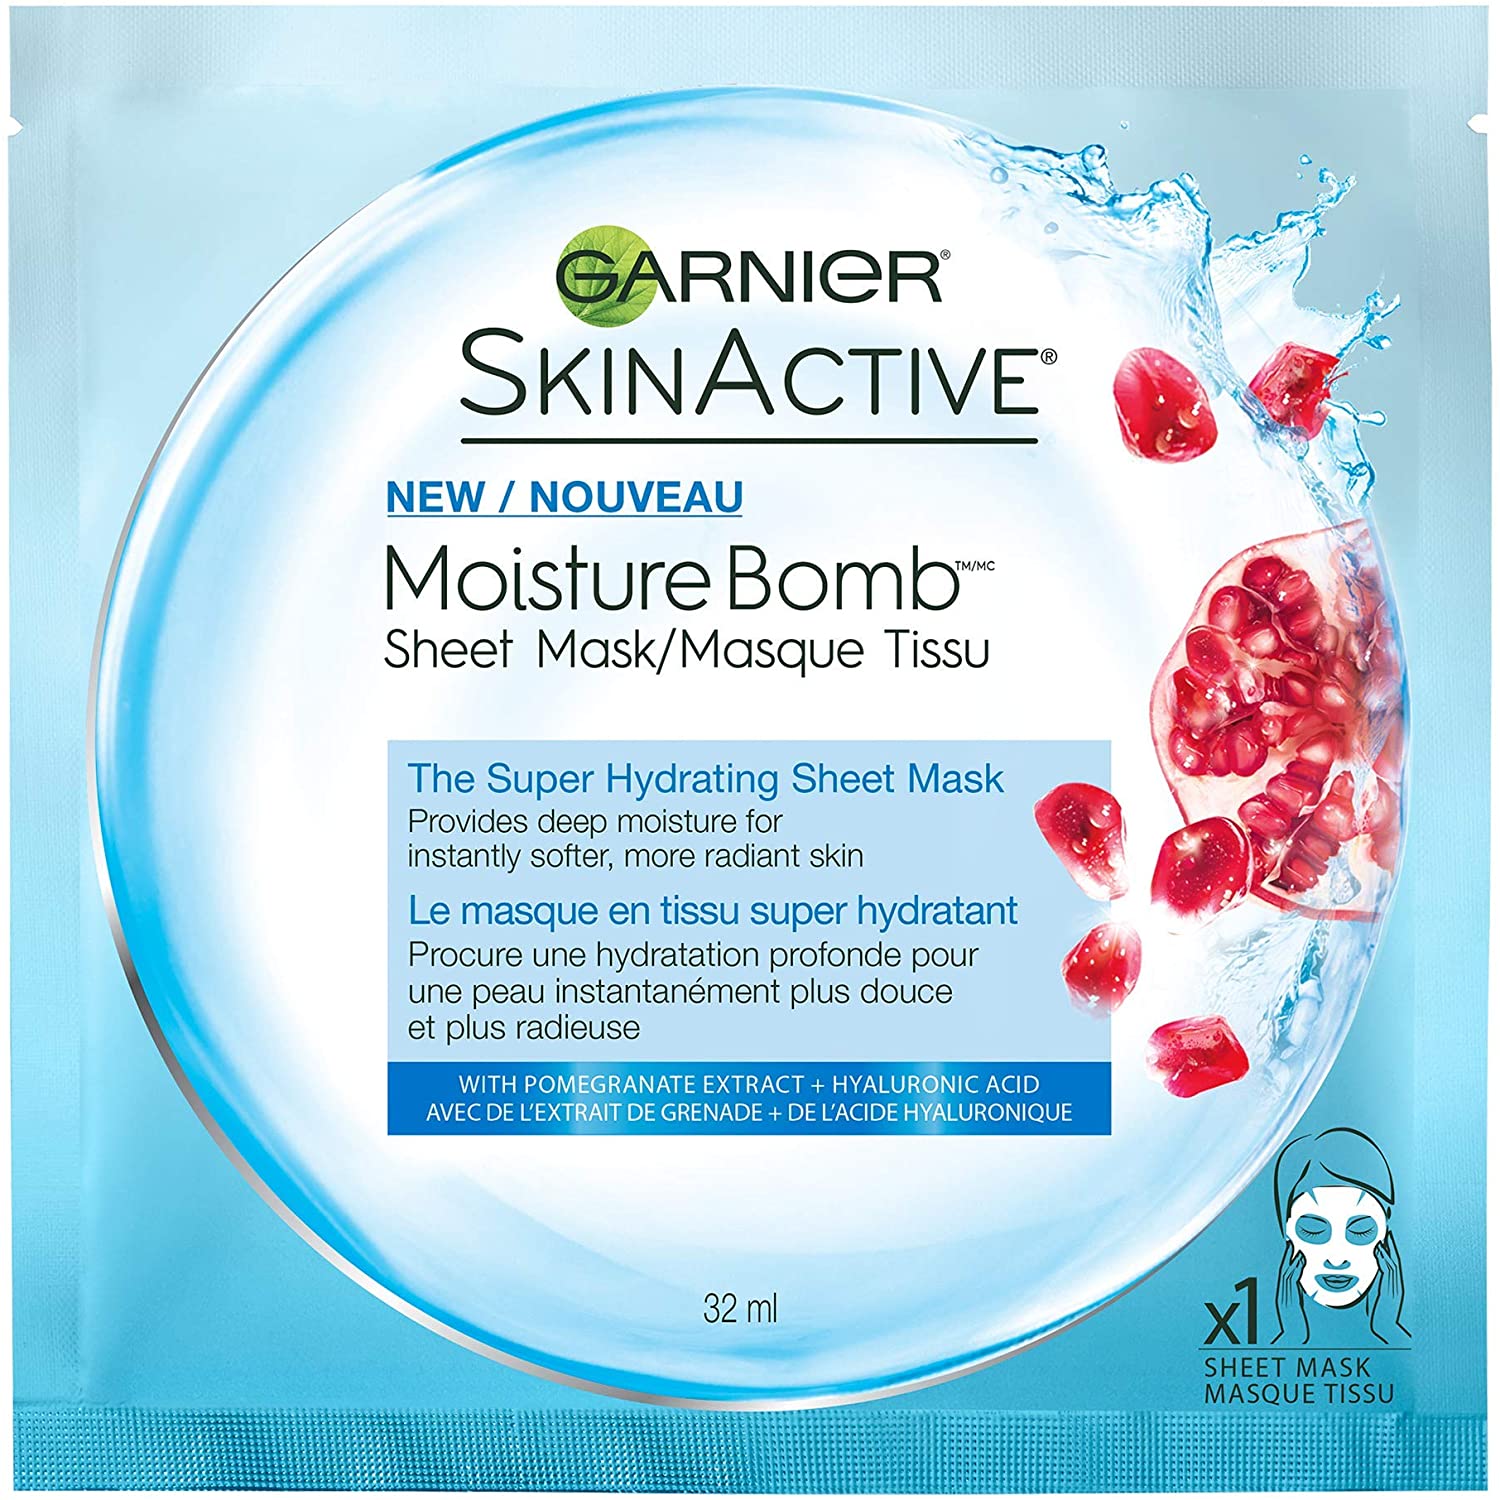 GARNIER®
SKINACTIVE®
NEW / NOUVEAU
Moisture Bomb™/MC
Sheet Mask/Masque Tissu
The Super Hydrating Sheet Mask
Provides deep moisture for
instantly softer, more radiant skin
Le masque en tissu super hydratant
Procure une hydratation profonde pour
une peau instantanément plus douce
et plus radieuse
WITH POMEGRANATE EXTRACT + HYALURONIC ACID
AVEC DE L'EXTRAIT DE GRENADE + DE L'ACIDE HYALURONIQUE
32 ml
x1
SHEET MASK
MASQUE TISSU